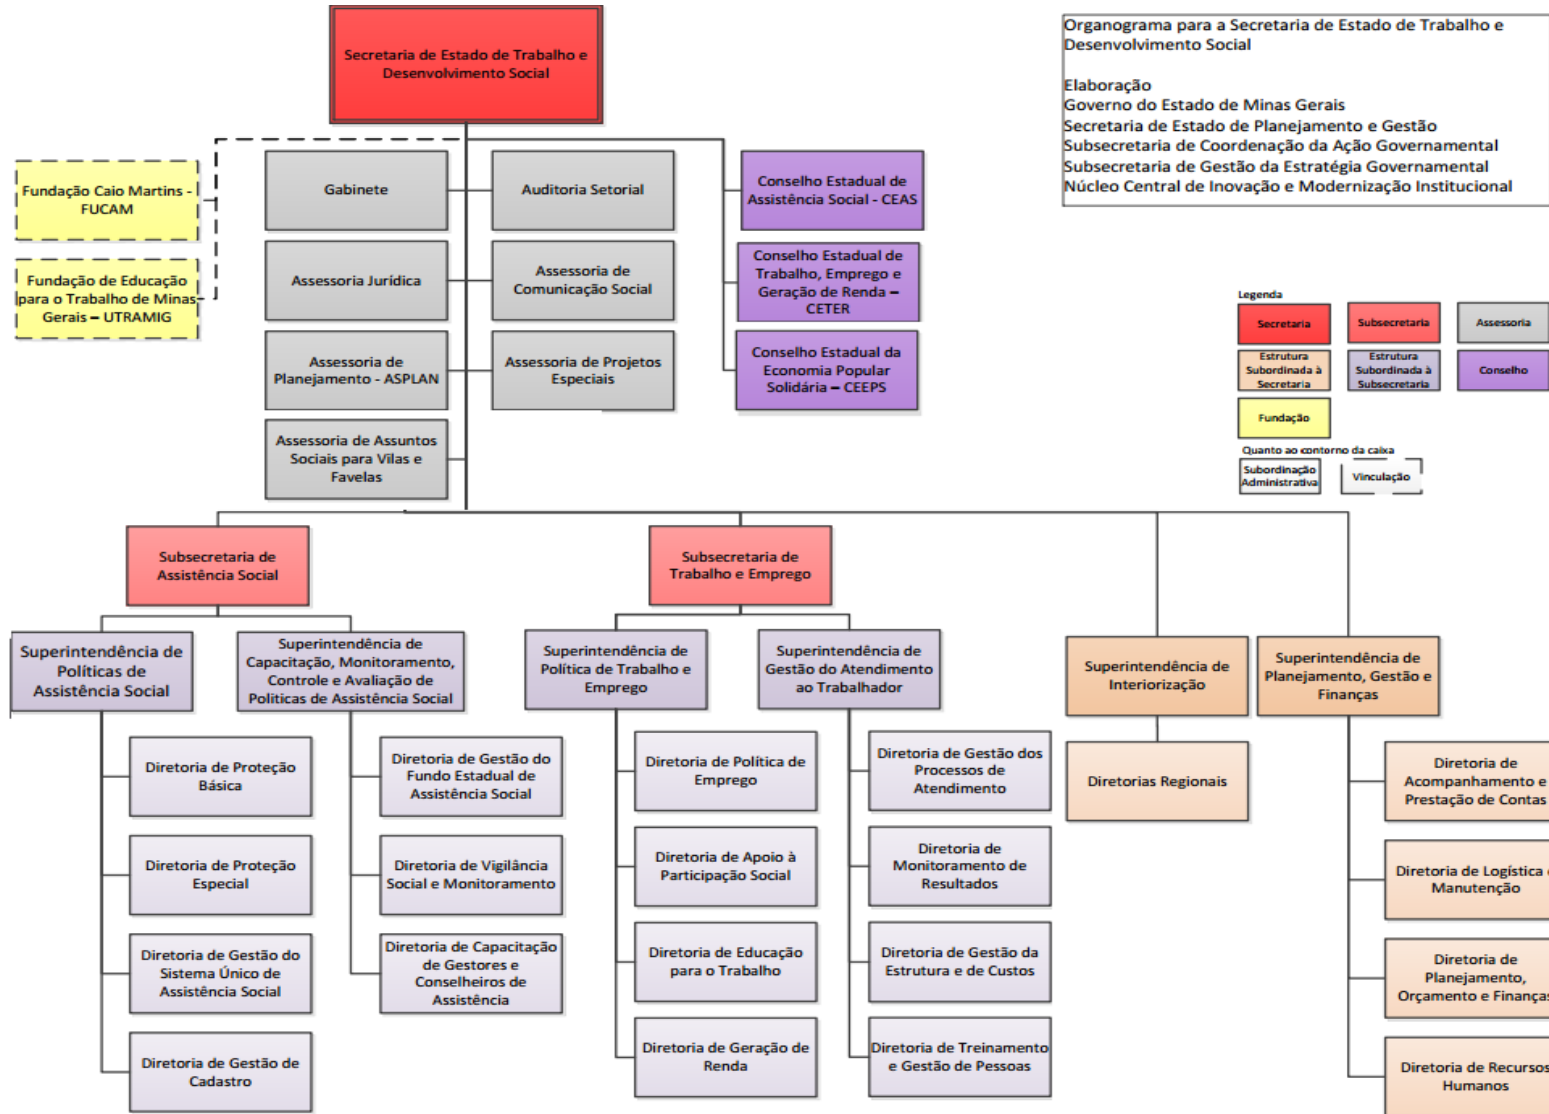 Secretaria de Estado de Trabalho e
Desenvolvimento Social
Organograma para a Secretaria de Estado de Trabalho e
Desenvolvimento Social
Elaboração
Governo do Estado de Minas Gerais
Secretaria de Estado de Planejamento e Gestão
Subsecretaria de Coordenação da Ação Governamental
Subsecretaria de Gestão da Estratégia Governamental
Núcleo Central de Inovação e Modernização Institucional
Fundação Caio Martins -
FUCAM
Fundação de Educação
para o Trabalho de Minas
Gerais – UTRAMIG
Gabinete
Auditoria Setorial
Assessoria Jurídica
Assessoria de
Comunicação Social
Assessoria de
Planejamento - ASPLAN
Assessoria de Projetos
Especiais
Assessoria de Assuntos
Sociais para Vilas e
Favelas
Conselho Estadual de
Assistência Social - CEAS
Conselho Estadual de
Trabalho, Emprego e
Geração de Renda –
CETER
Conselho Estadual da
Economia Popular
Solidária – CEEPS
Legenda
Secretaria
Subsecretaria
Assessoria
Estrutura
Subordinada à
Secretaria
Estrutura
Subordinada à
Subsecretaria
Conselho
Fundação
Quanto ao contorno da caixa
Subordinação
Administrativa
Vinculação
Subsecretaria de
Assistência Social
Subsecretaria de
Trabalho e Emprego
Superintendência de
Políticas de
Assistência Social
Superintendência de
Capacitação, Monitoramento,
Controle e Avaliação de
Politicas de Assistência Social
Superintendência de
Política de Trabalho e
Emprego
Superintendência de
Gestão do Atendimento
ao Trabalhador
Superintendência de
Interiorização
Superintendência de
Planejamento, Gestão e
Finanças
Diretoria de Proteção
Básica
Diretoria de Proteção
Especial
Diretoria de Gestão do
Sistema Único de
Assistência Social
Diretoria de Gestão de
Cadastro
Diretoria de Gestão do
Fundo Estadual de
Assistência Social
Diretoria de Vigilância
Social e Monitoramento
Diretoria de Capacitação
de Gestores e
Conselheiros de
Assistência
Diretoria de Política de
Emprego
Diretoria de Apoio à
Participação Social
Diretoria de Educação
para o Trabalho
Diretoria de Geração de
Renda
Diretoria de Gestão dos
Processos de
Atendimento
Diretoria de
Monitoramento de
Resultados
Diretoria de Gestão da
Estrutura e de Custos
Diretoria de Treinamento
e Gestão de Pessoas
Diretorias Regionais
Diretoria de
Acompanhamento e
Prestação de Contas
Diretoria de Logística e
Manutenção
Diretoria de
Planejamento,
Orçamento e Finanças
Diretoria de Recursos
Humanos